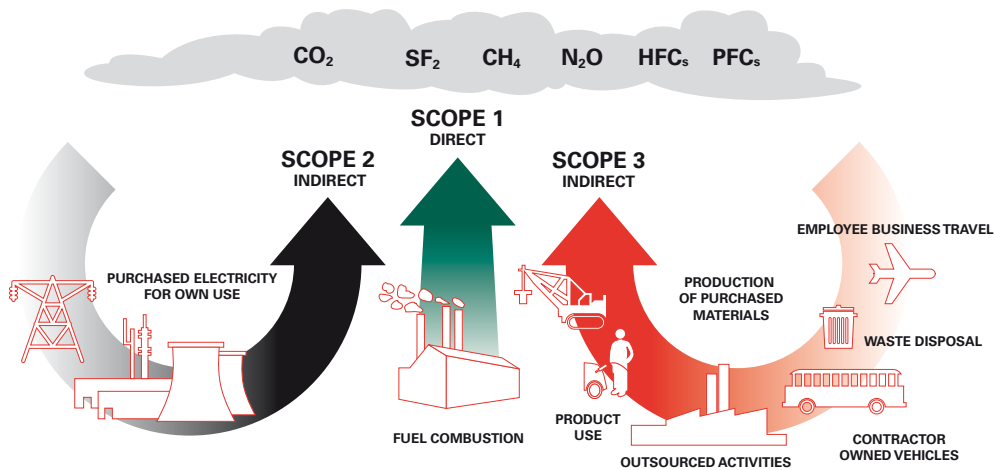 CO₂ SF₂ CH₄ N₂O HFCₛ PFCₛ
SCOPE 1
DIRECT
SCOPE 2
INDIRECT
SCOPE 3
INDIRECT
PURCHASED ELECTRICITY
FOR OWN USE
FUEL COMBUSTION
PRODUCTION
OF PURCHASED
MATERIALS
EMPLOYEE BUSINESS TRAVEL
WASTE DISPOSAL
PRODUCT
USE
OUTSOURCED ACTIVITIES
CONTRACTOR
OWNED VEHICLES